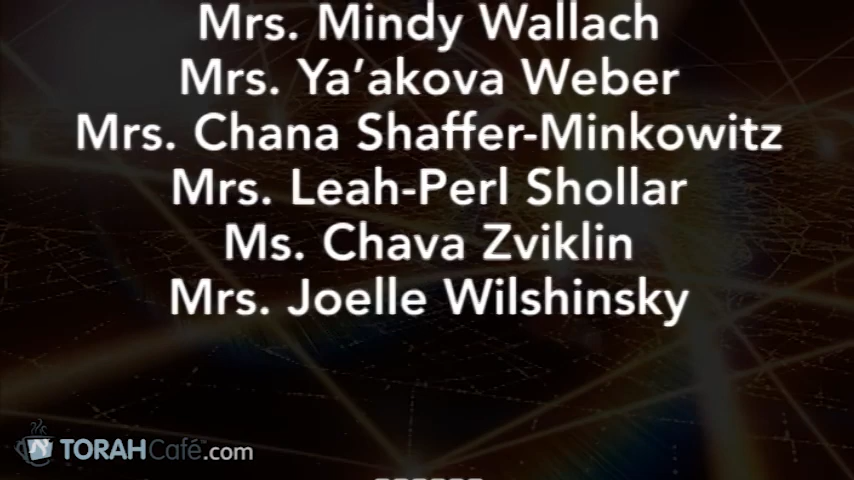 Mrs. Mindy Wallach
Mrs. Ya’akova Weber
Mrs. Chana Shaffer-Minkowitz
Mrs. Leah-Perl Shollar
Ms. Chava Zviklin
Mrs. Joelle Wilshinsky
TORAHCafé™.com